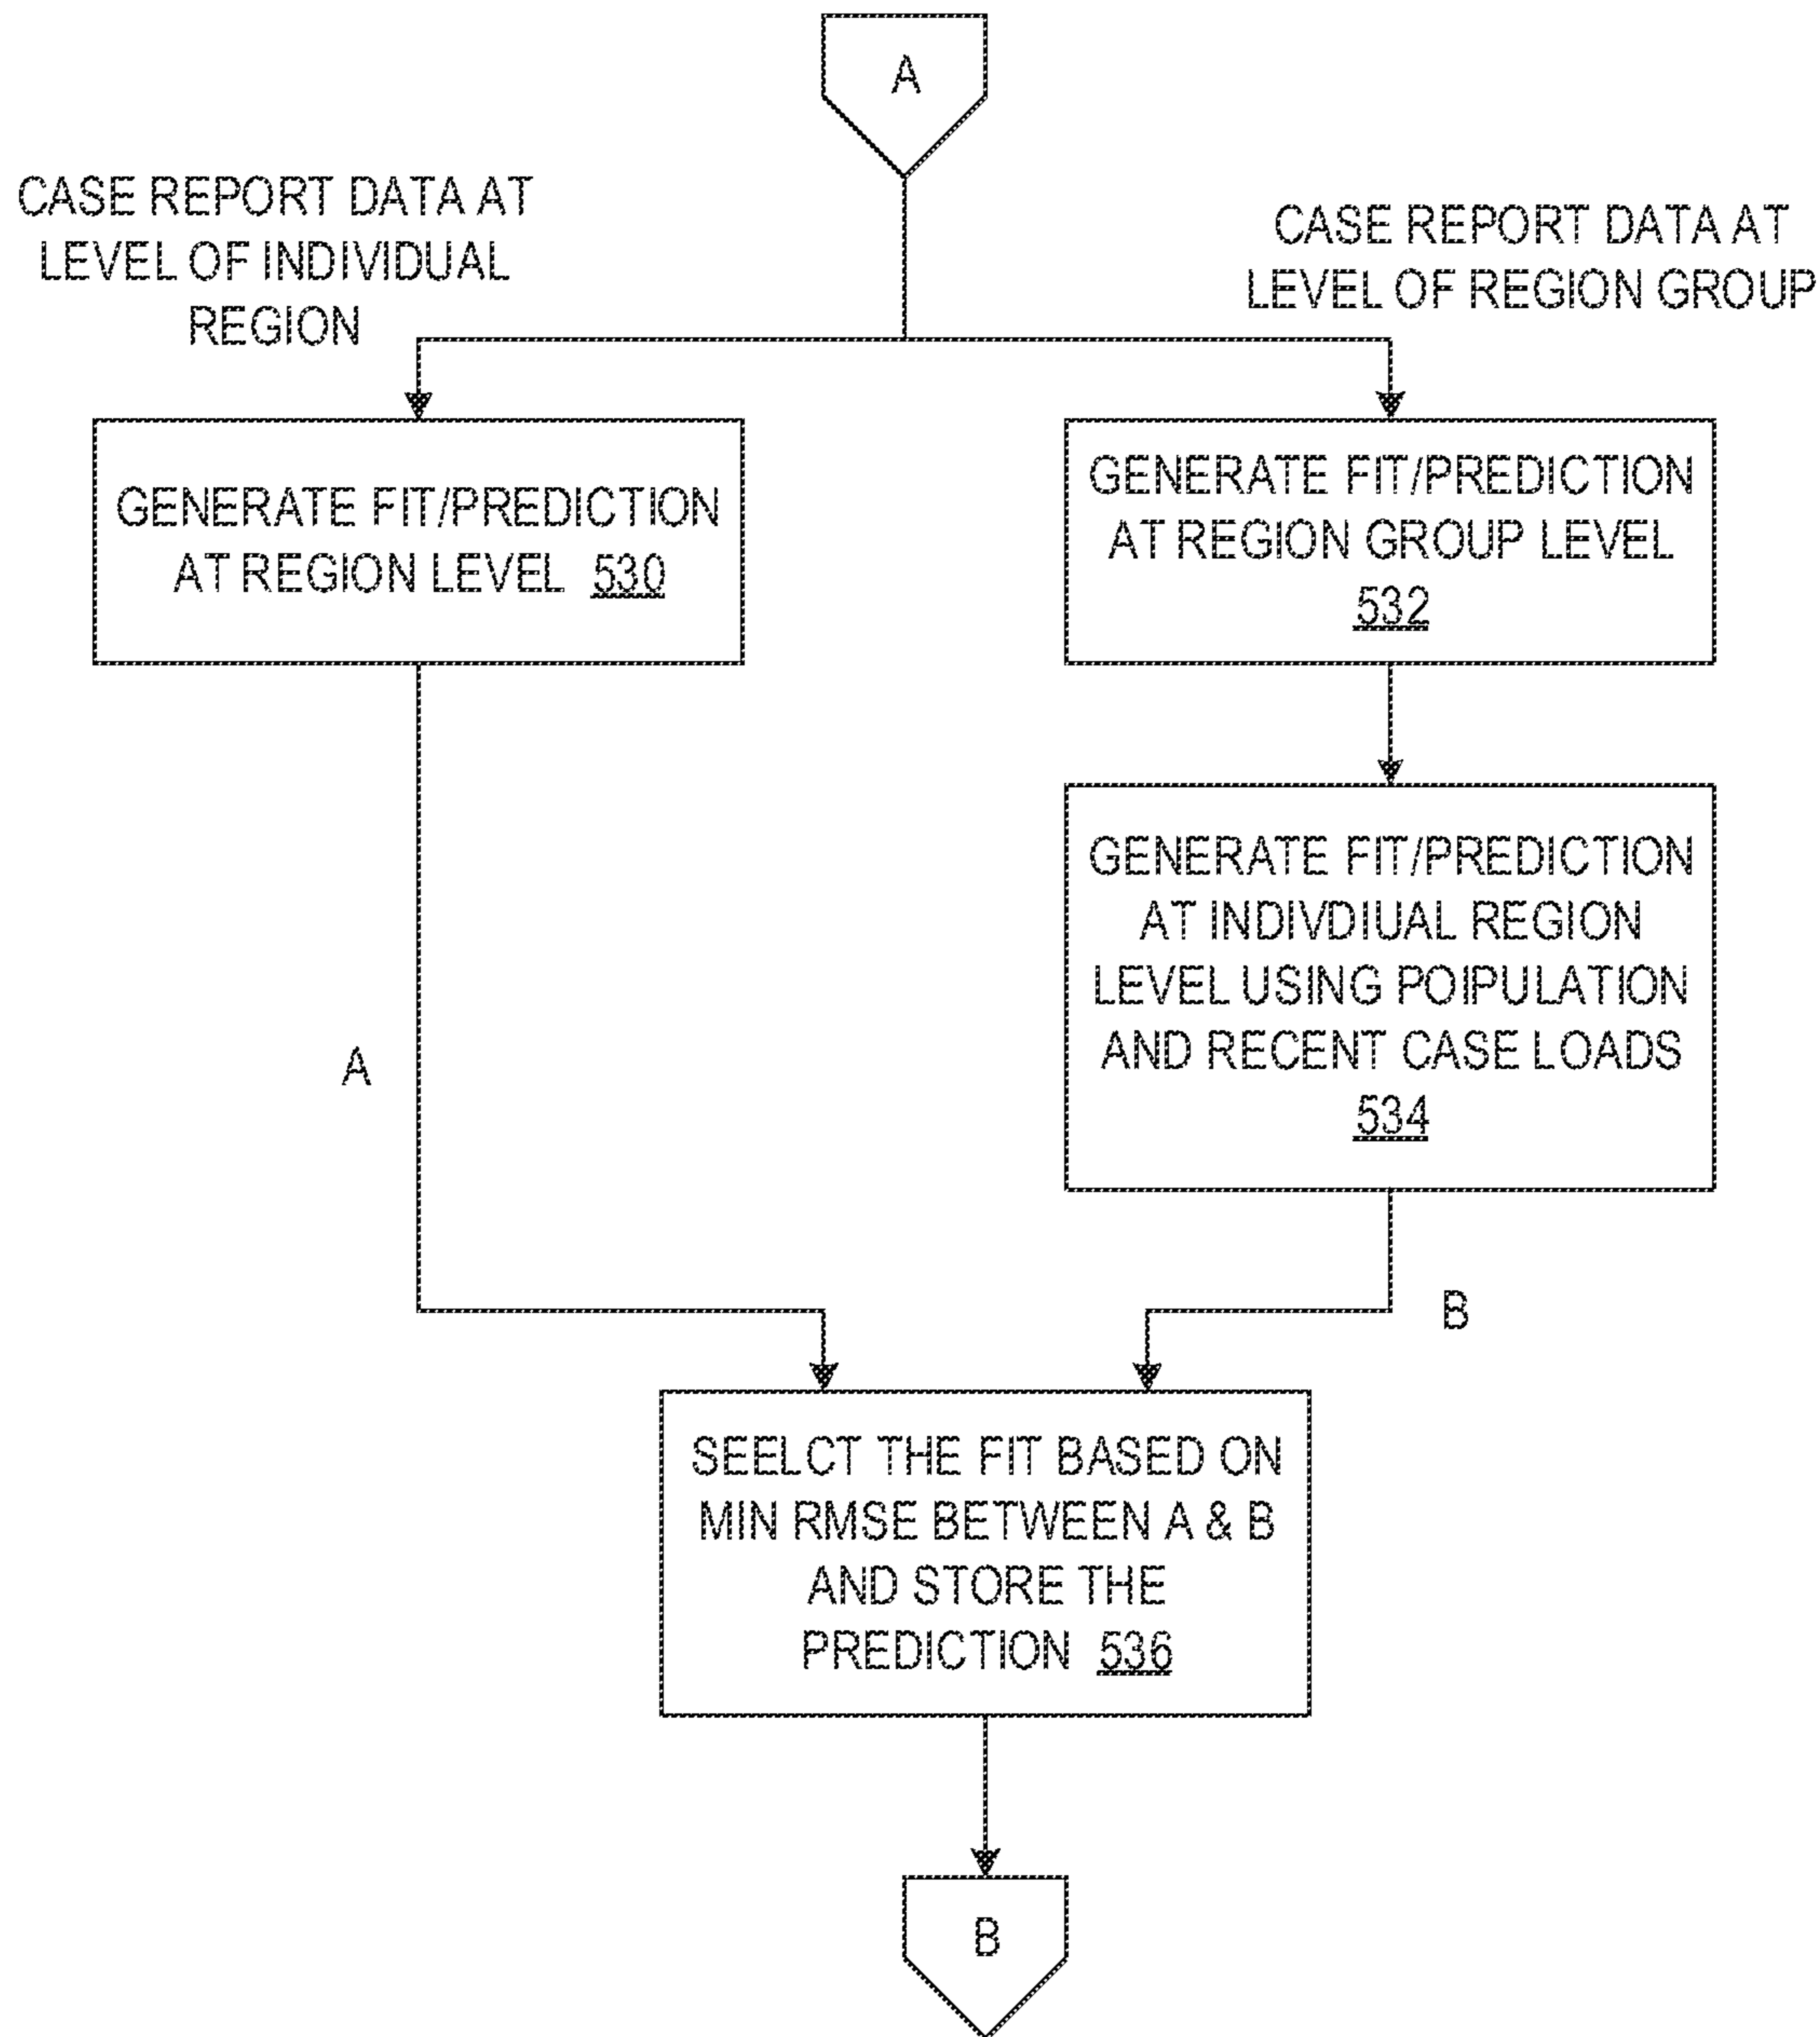 A
CASE REPORT DATA AT
LEVEL OF INDIVIDUAL
REGION
CASE REPORT DATA AT
LEVEL OF REGION GROUP
GENERATE FIT/PREDICTION
AT REGION LEVEL 530
GENERATE FIT/PREDICTION
AT REGION GROUP LEVEL
532
GENERATE FIT/PREDICTION
AT INDIVDIUAL REGION
LEVEL USING POIPULATION
AND RECENT CASE LOADS
534
A
B
SEELCT THE FIT BASED ON
MIN RMSE BETWEEN A & B
AND STORE THE
PREDICTION 536
B